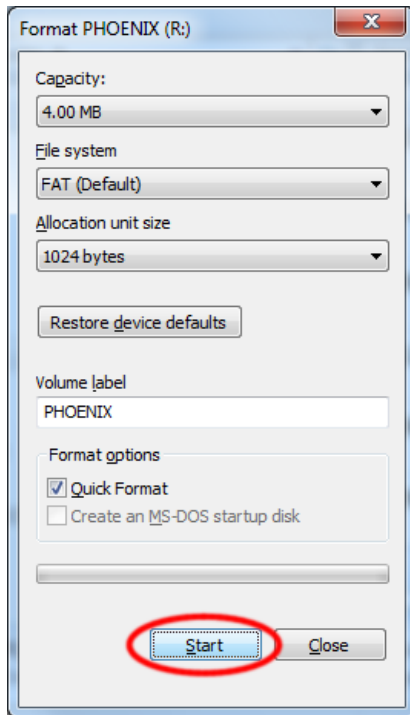 Format PHOENIX (R:)
Capacity:
4.00 MB
File system
FAT (Default)
Allocation unit size
1024 bytes
Restore device defaults
Volume label
PHOENIX
Format options
Quick Format
Create an MS-DOS startup disk
Start Close